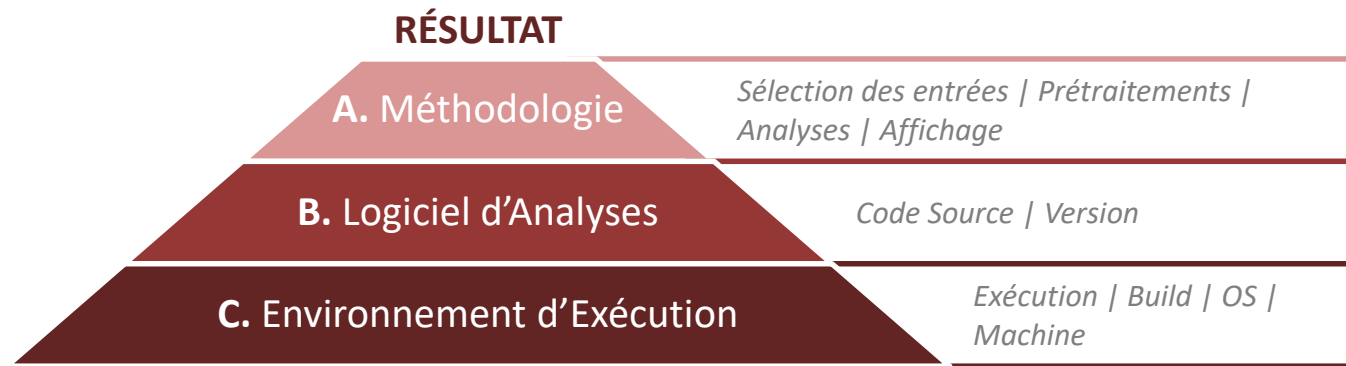 RÉSULTAT
A. Méthodologie
Sélection des entrées | Prétraitements |
Analyses | Affichage
B. Logiciel d’Analyses
Code Source | Version
C. Environnement d’Exécution
Exécution | Build | OS |
Machine